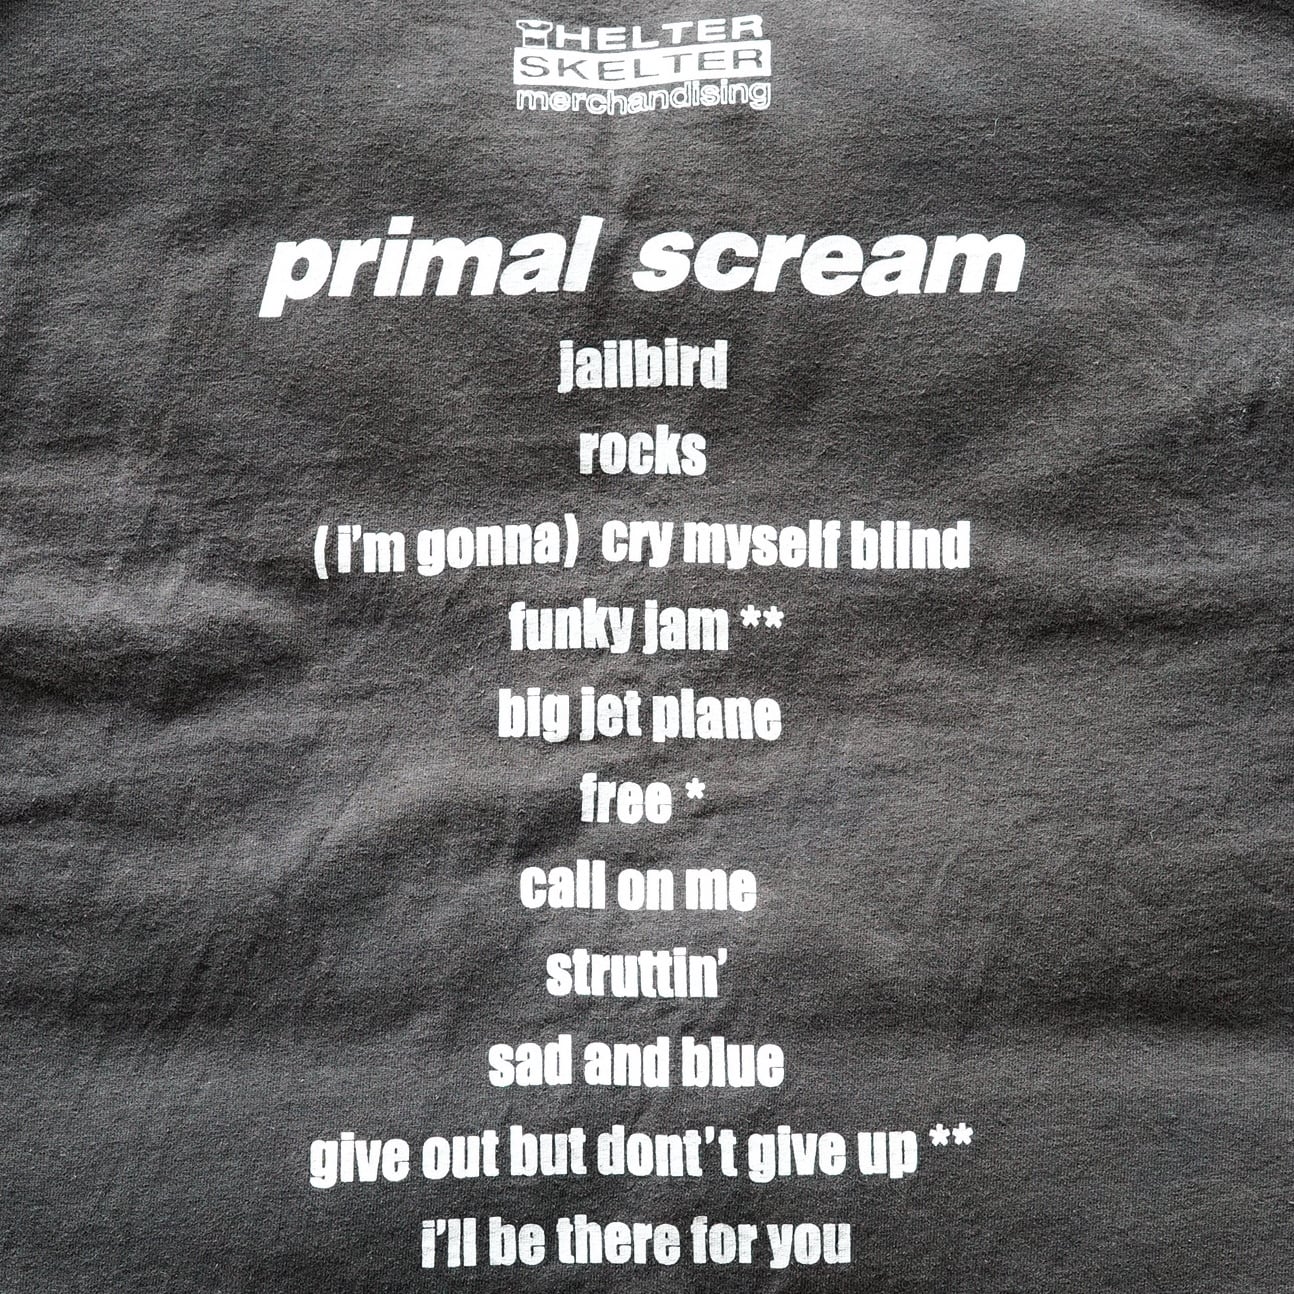 HELTER
SKELTER
merchandising
primal scream
jailbird
rocks
(i'm gonna) cry myself blind
funky jam **
big jet plane
free *
call on me
struttin'
sad and blue
give out but dont't give up **
i'll be there for you